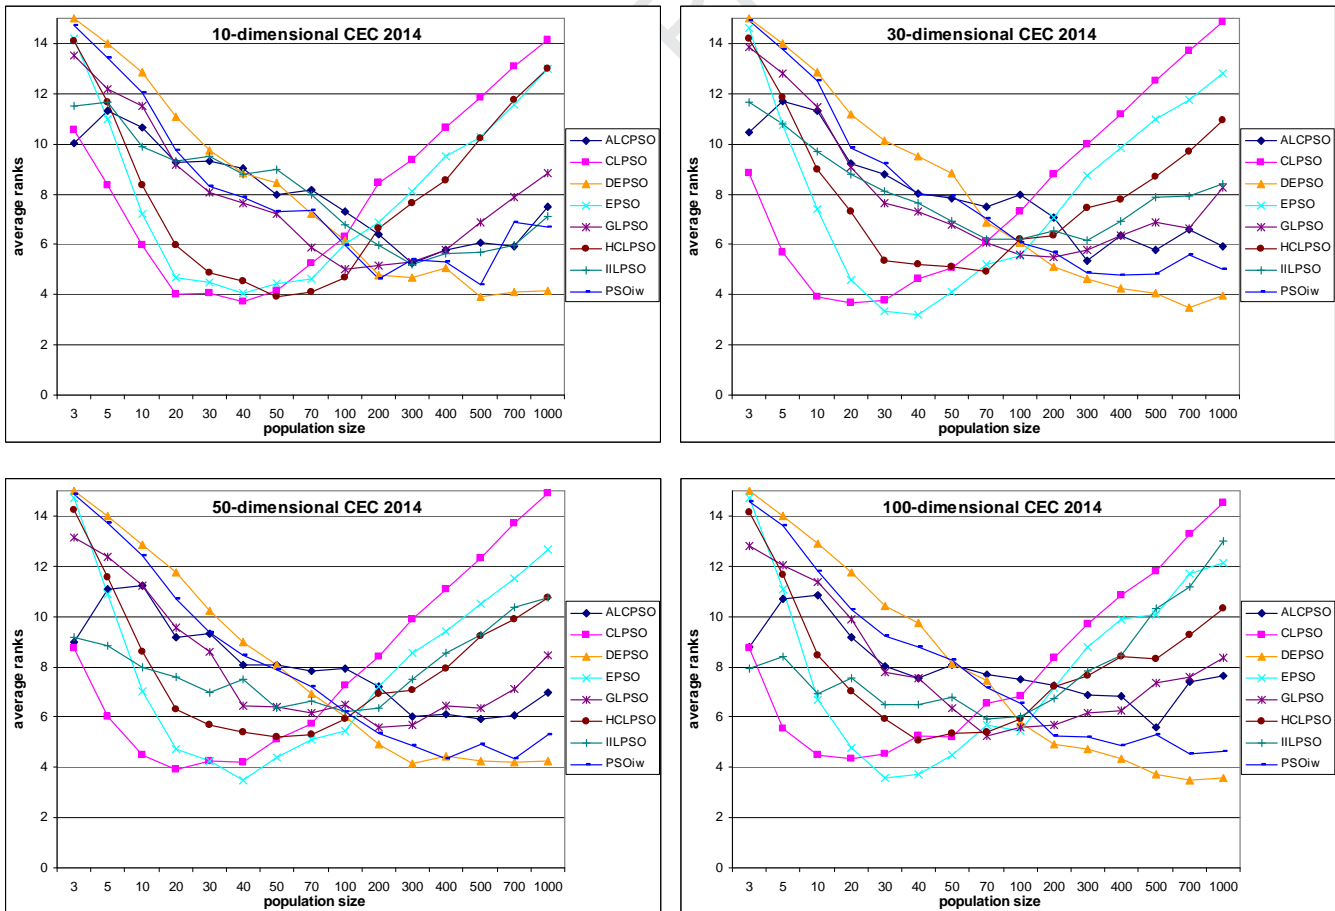 10-dimensional CEC 2014
14
12
10
8
6
4
2
0
average ranks
3 5 10 20 30 40 50 70 100 200 300 400 500 700 1000
population size
ALCPSO
CLPSO
DEPSO
EPSO
GLPSO
HCLPSO
IILPSO
PSOiw
30-dimensional CEC 2014
14
12
10
8
6
4
2
0
average ranks
3 5 10 20 30 40 50 70 100 200 300 400 500 700 1000
population size
ALCPSO
CLPSO
DEPSO
EPSO
GLPSO
HCLPSO
IILPSO
PSOiw
50-dimensional CEC 2014
14
12
10
8
6
4
2
0
average ranks
3 5 10 20 30 40 50 70 100 200 300 400 500 700 1000
population size
ALCPSO
CLPSO
DEPSO
EPSO
GLPSO
HCLPSO
IILPSO
PSOiw
100-dimensional CEC 2014
14
12
10
8
6
4
2
0
average ranks
3 5 10 20 30 40 50 70 100 200 300 400 500 700 1000
population size
ALCPSO
CLPSO
DEPSO
EPSO
GLPSO
HCLPSO
IILPSO
PSOiw